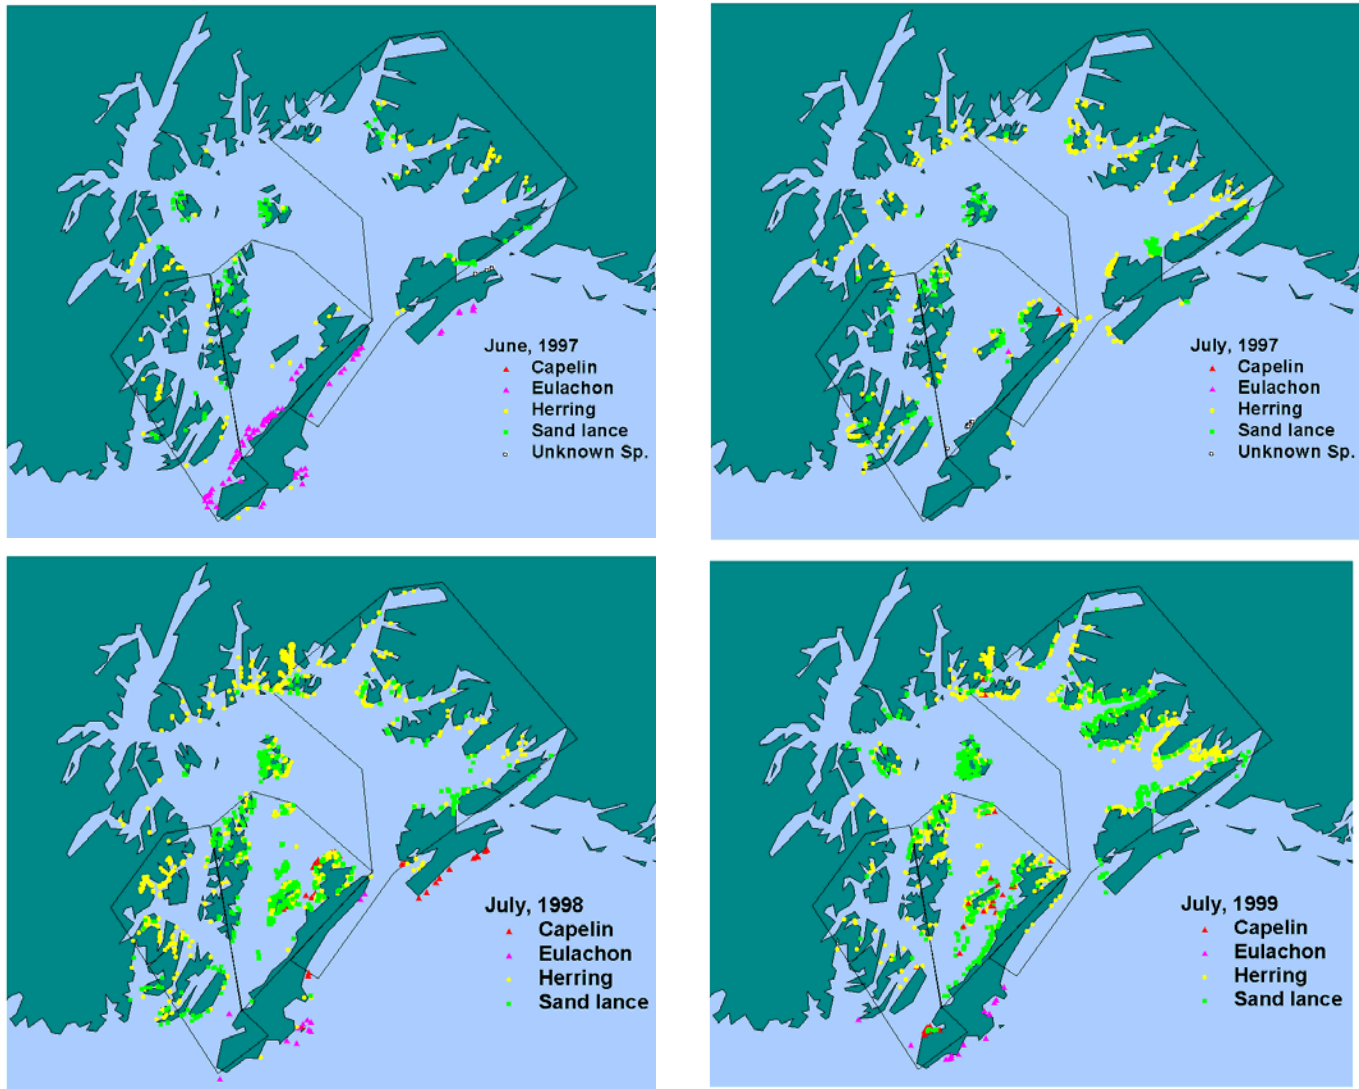 June, 1997
Capelin
Eulachon
Herring
Sand lance
Unknown Sp.
July, 1997
Capelin
Eulachon
Herring
Sand lance
Unknown Sp.
July, 1998
Capelin
Eulachon
Herring
Sand lance
July, 1999
Capelin
Eulachon
Herring
Sand lance